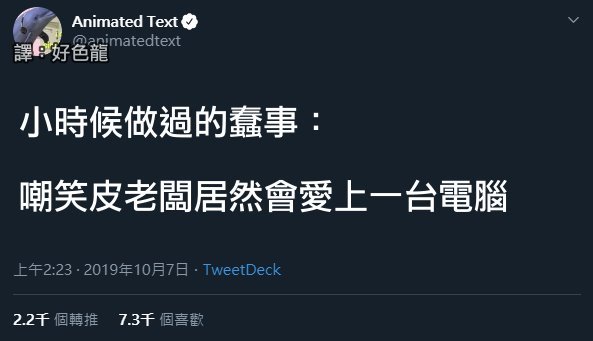 Animated Text
@animatedtext
譯：好色龍
小時候做過的蠢事：
嘲笑皮老闆居然會愛上一台電腦
上午2:23 · 2019年10月7日 · TweetDeck
2.2千 個轉推 7.3千 個喜歡